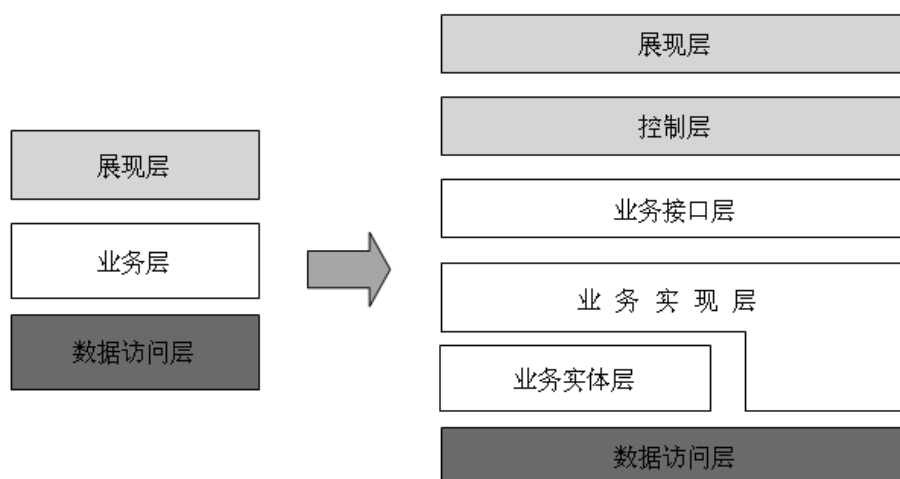 展现层
业务层
数据访问层
展现层
控制层
业务接口层
业 务 实 现 层
业务实体层
数据访问层